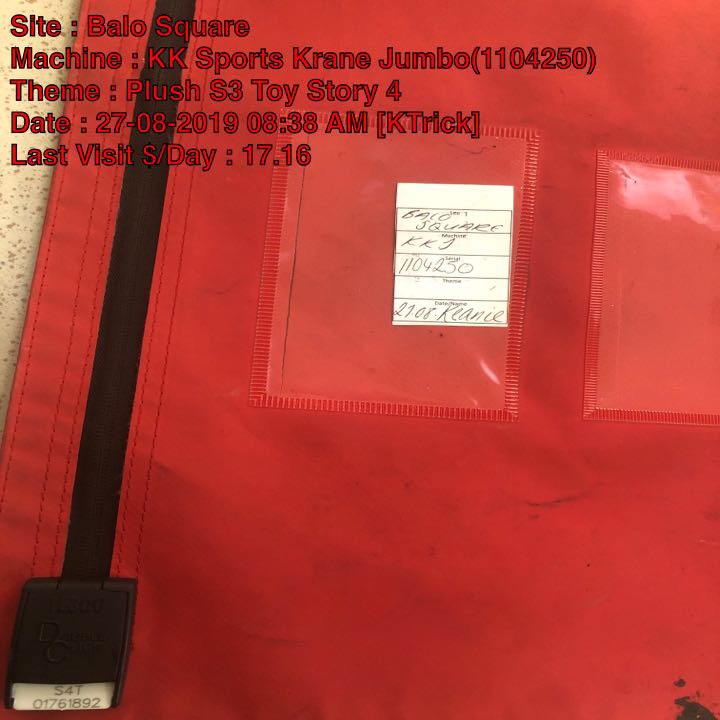 Site : Balo Square
Machine : KK Sports Krane Jumbo(1104250)
Theme : Plush S3 Toy Story 4
Date : 27-08-2019 08:38 AM [KTrick]
Last Visit $/Day : 17.16
Site
BALO
SQUARE
Machine
KKJ
Serial
1104250
Theme
Date/Name
2708. Keanie
S4T
01761892